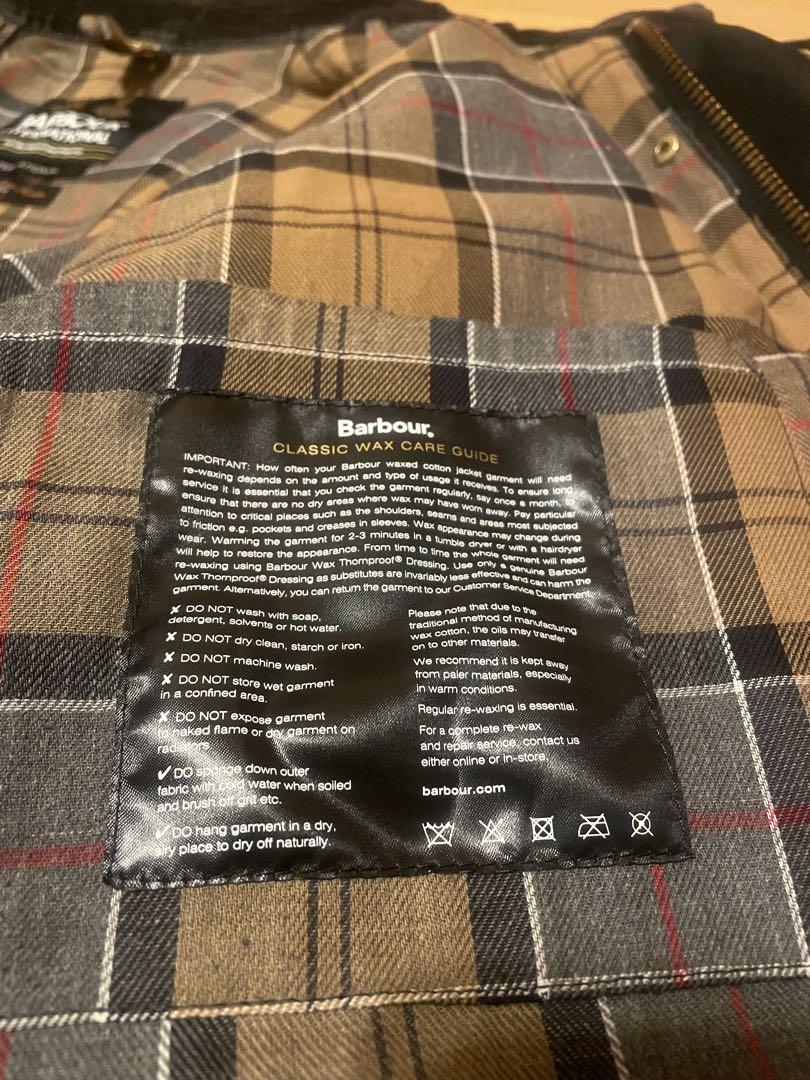 Barbour.
CLASSIC WAX CARE GUIDE
IMPORTANT: How often your Barbour waxed cotton jacket garment will need
re-waxing depends on the amount and type of usage it receives. To ensure long
service it is essential that you check the garment regularly, say once a month, to
ensure that there are no dry areas where wax may have worn away. Pay particular
attention to critical places such as the shoulders, seams and areas most subjected
to friction e.g. pockets and creases in sleeves. Wax appearance may change during
wear. Warming the garment for 2-3 minutes in a tumble dryer or with a hairdryer
will help to restore the appearance. From time to time the whole garment will need
re-waxing using Barbour Wax Thornproof® Dressing. Use only a genuine Barbour
Wax Thornproof® Dressing as substitutes are invariably less effective and can harm the
garment. Alternatively, you can return the garment to our Customer Service Department.
✗ DO NOT wash with soap,
detergent, solvents or hot water.
✗ DO NOT dry clean, starch or iron.
✗ DO NOT machine wash.
✗ DO NOT store wet garment
in a confined area.
✗ DO NOT expose garment
to naked flame or dry garment on
radiators
✓ DO sponge down outer
fabric with cold water when soiled
and brush off grit etc.
✓ DO hang garment in a dry,
airy place to dry off naturally.
Please note that due to the
traditional method of manufacturing
wax cotton, the oils may transfer
on to other materials.
We recommend it is kept away
from paler materials, especially
in warm conditions.
Regular re-waxing is essential.
For a complete re-wax
and repair service, contact us
either online or in-store.
barbour.com